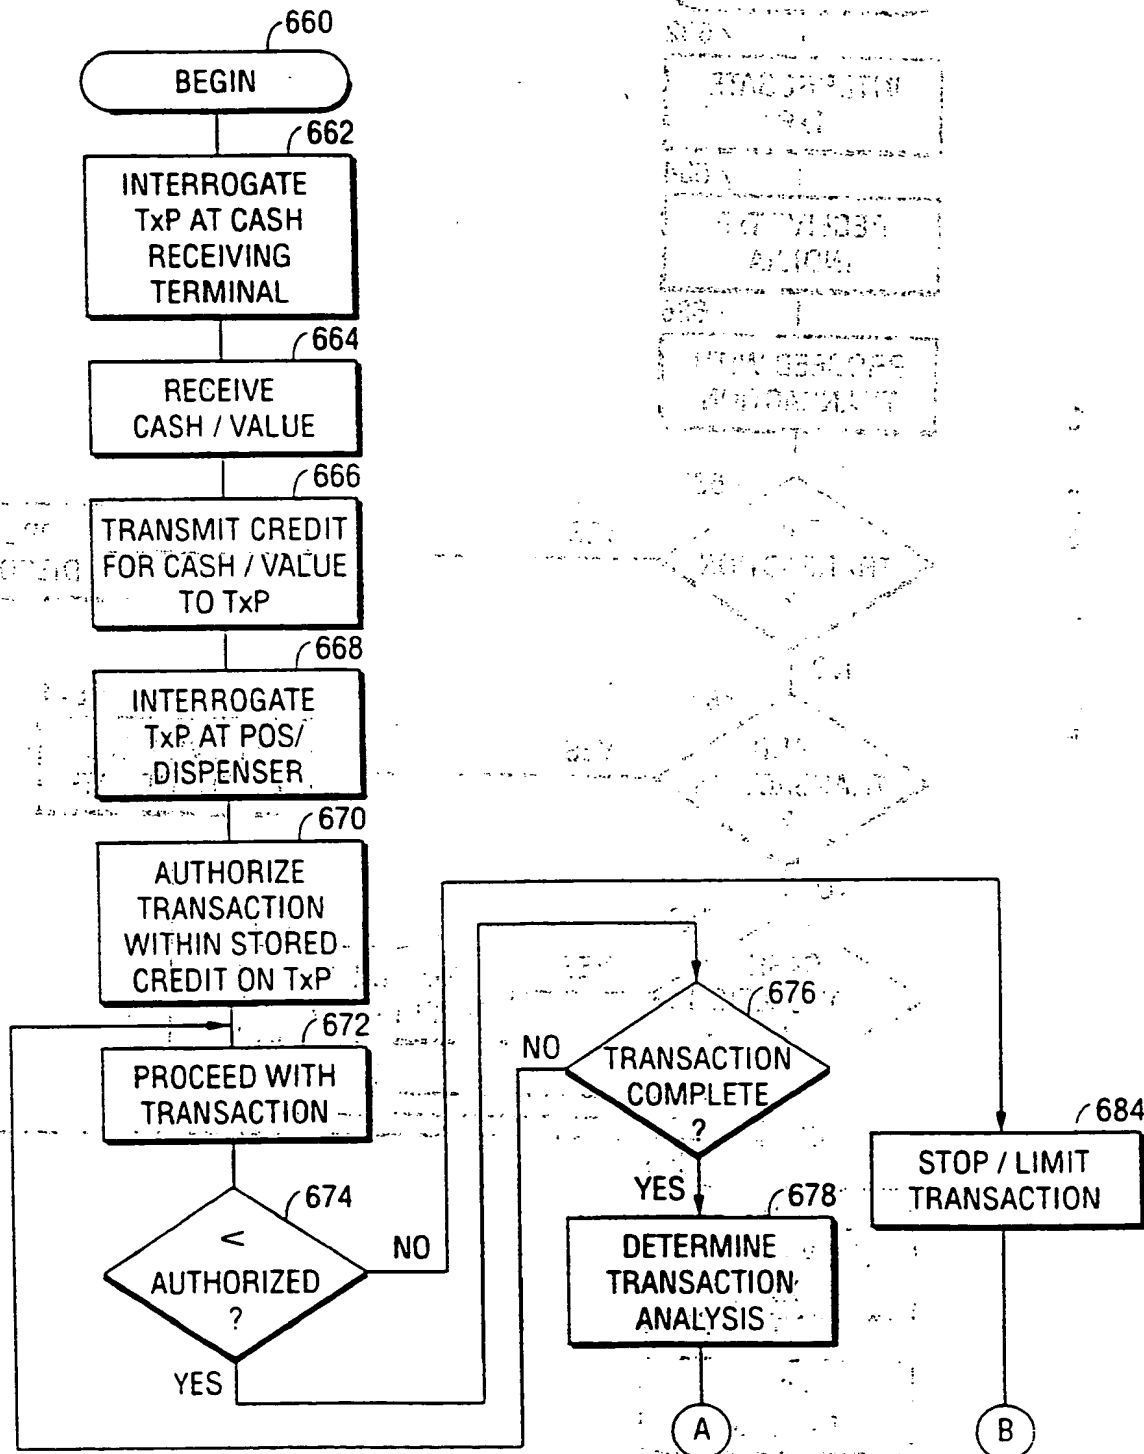 660
BEGIN
662
INTERROGATE
TxP AT CASH
RECEIVING
TERMINAL
664
RECEIVE
CASH / VALUE
666
TRANSMIT CREDIT
FOR CASH / VALUE
TO TxP
668
INTERROGATE
TxP AT POS/
DISPENSER
670
AUTHORIZE
TRANSACTION
WITHIN STORED
CREDIT ON TxP
672
PROCEED WITH
TRANSACTION
674
<
AUTHORIZED
?
NO
YES
676
TRANSACTION
COMPLETE
?
NO
YES
678
DETERMINE
TRANSACTION
ANALYSIS
A
684
STOP / LIMIT
TRANSACTION
B